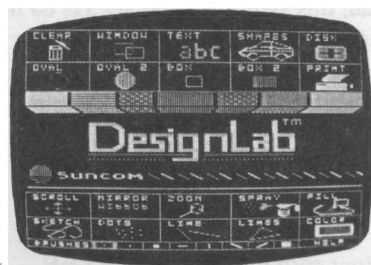 CLEAR WINDOW TEXT SHAPES DISK
abc
OVAL OVAL 2 BOX BOX 2 PRINT
DesignLab™
SUNCOM
SCROLL MIRROR ZOOM SPRAY FILL
MIRROR
SKETCH DOTS LINE LINES COLOR
BRUSHES HELP